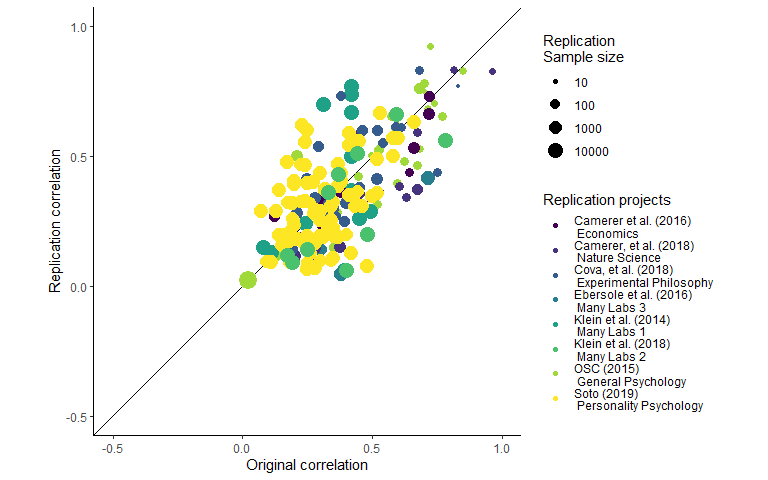 1.0
0.5
0.0
-0.5
Replication correlation
-0.5
0.0
0.5
1.0
Original correlation
Replication
Sample size
10
100
1000
10000
Replication projects
Camerer et al. (2016)
Economics
Camerer, et al. (2018)
Nature Science
Cova, et al. (2018)
Experimental Philosophy
Ebersole et al. (2016)
Many Labs 3
Klein et al. (2014)
Many Labs 1
Klein et al. (2018)
Many Labs 2
OSC (2015)
General Psychology
Soto (2019)
Personality Psychology